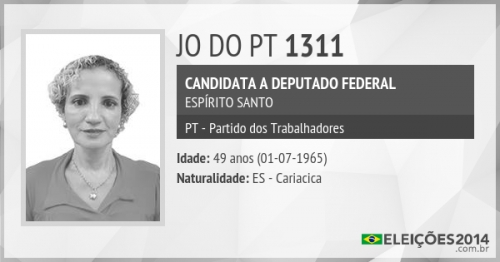 JO DO PT 1311
CANDIDATA A DEPUTADO FEDERAL
ESPÍRITO SANTO
PT - Partido dos Trabalhadores
Idade: 49 anos (01-07-1965)
Naturalidade: ES - Cariacica
ELEIÇÕES2014
.com.br